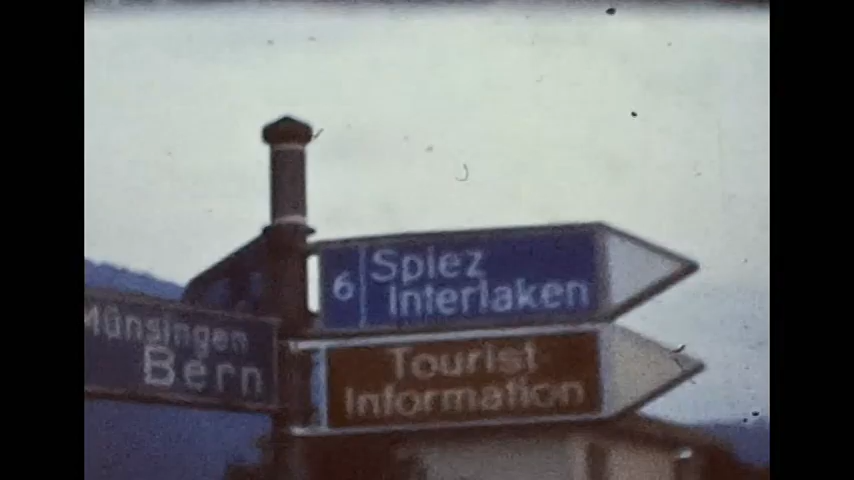 6 Spiez
Interlaken
Münsingen
Bern
Tourist
Information